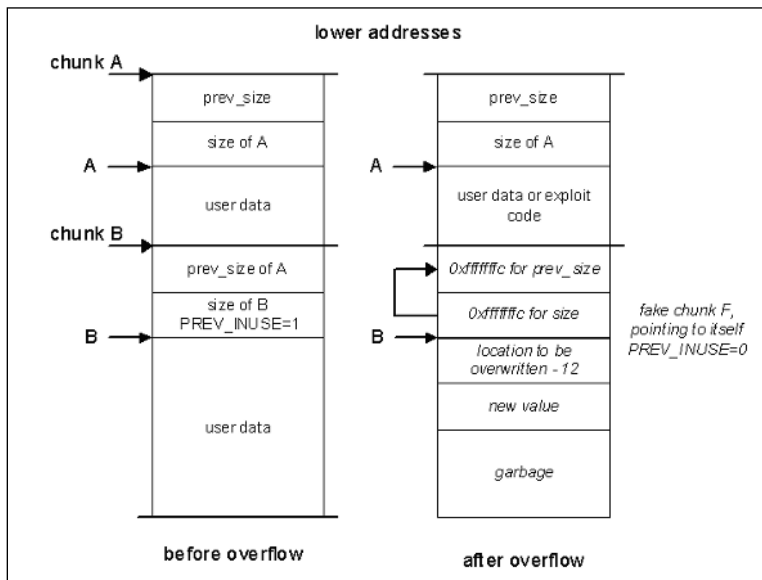 lower addresses
chunk A
prev_size
size of A
A
user data
chunk B
prev_size of A
size of B
PREV_INUSE=1
B
user data
before overflow
prev_size
size of A
A
user data or exploit
code
0xfffffffc for prev_size
0xfffffffc for size
B
location to be
overwritten - 12
new value
garbage
after overflow
fake chunk F,
pointing to itself
PREV_INUSE=0